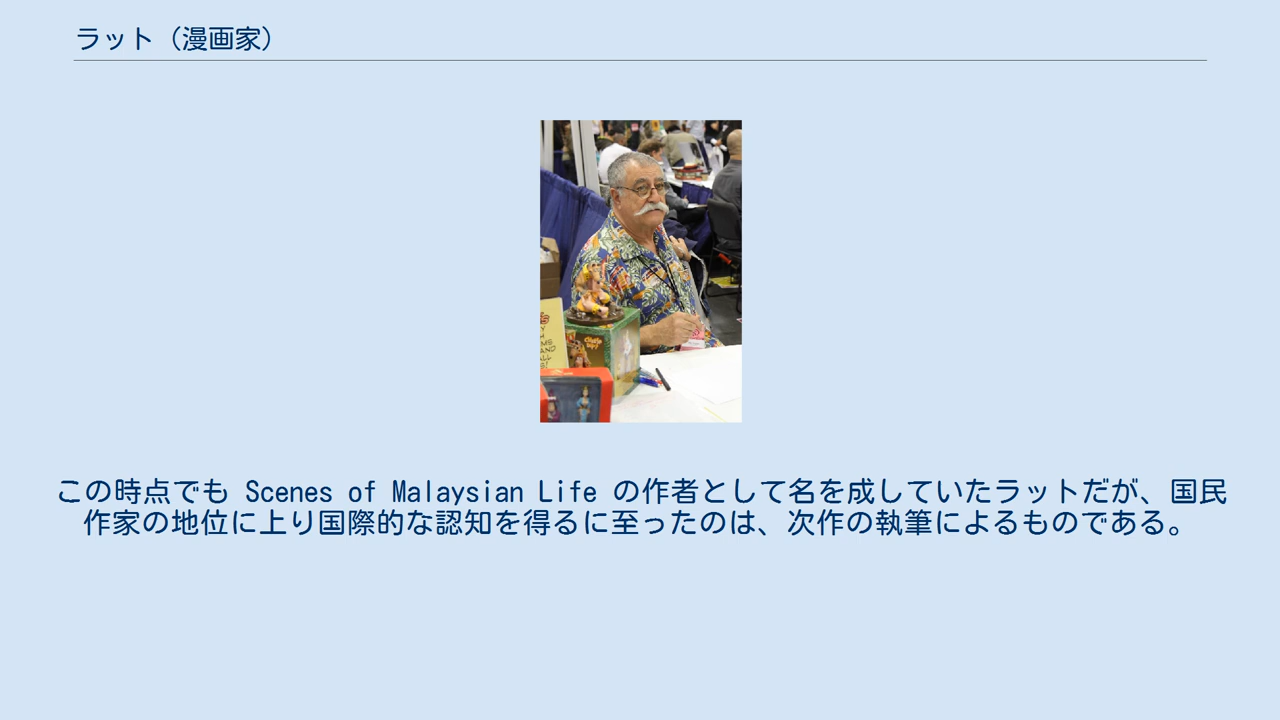 ラット（漫画家）
この時点でも Scenes of Malaysian Life の作者として名を成していたラットだが、国民
作家の地位に上り国際的な認知を得るに至ったのは、次作の執筆によるものである。